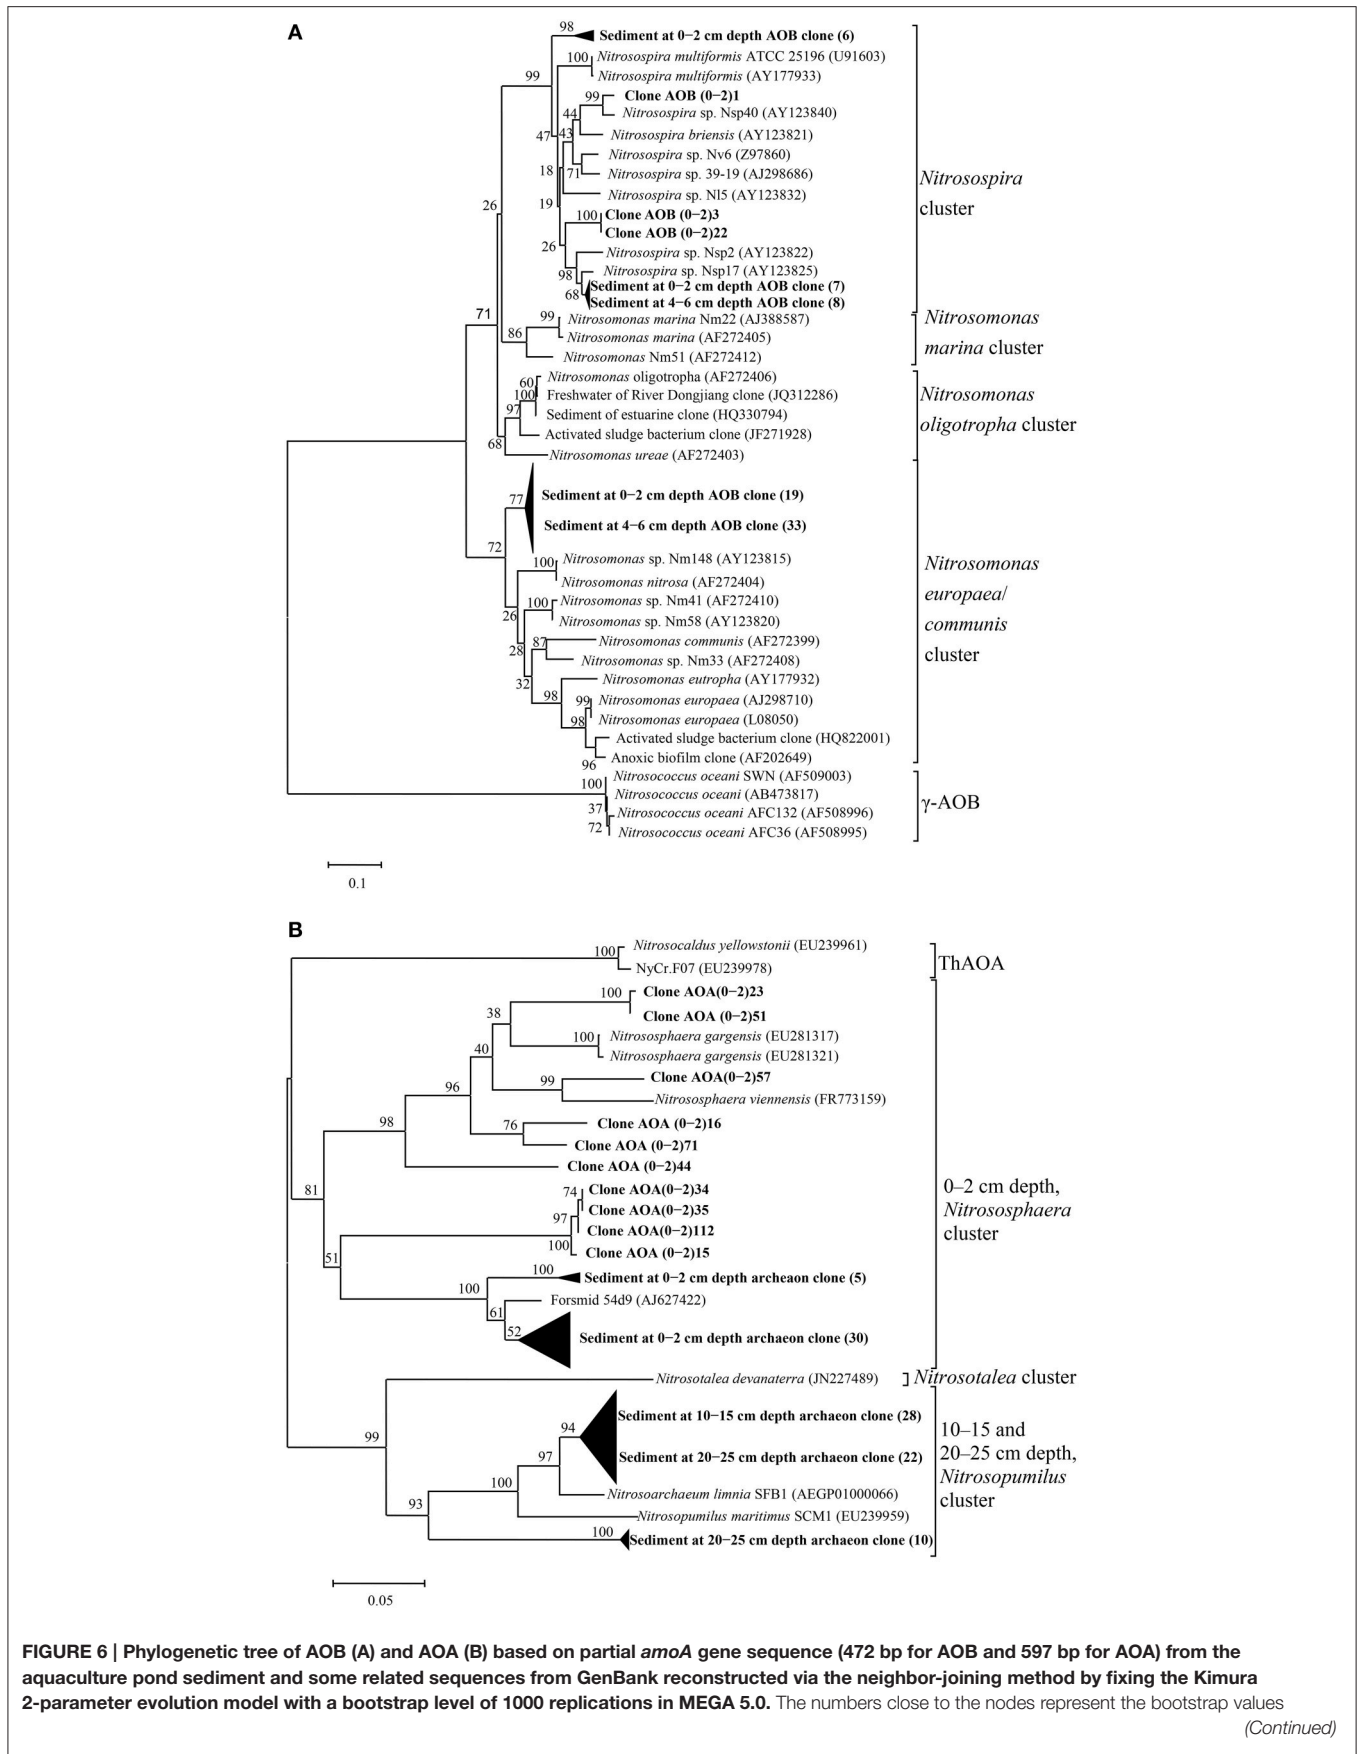 A
98
Sediment at 0−2 cm depth AOB clone (6)
100
Nitrosospira multiformis ATCC 25196 (U91603)
99
Nitrosospira multiformis (AY177933)
99
Clone AOB (0−2)1
44
Nitrosospira sp. Nsp40 (AY123840)
47
43
Nitrosospira briensis (AY123821)
Nitrosospira sp. Nv6 (Z97860)
18
71
Nitrosospira sp. 39-19 (AJ298686)
Nitrosospira
cluster
Nitrosospira sp. Nl5 (AY123832)
26
19
100
Clone AOB (0−2)3
Clone AOB (0−2)22
26
Nitrosospira sp. Nsp2 (AY123822)
98
Nitrosospira sp. Nsp17 (AY123825)
68
Sediment at 0−2 cm depth AOB clone (7)
Sediment at 4−6 cm depth AOB clone (8)
71
99
Nitrosomonas marina Nm22 (AJ388587)
86
Nitrosomonas marina (AF272405)
Nitrosomonas Nm51 (AF272412)
Nitrosomonas
marina cluster
60
Nitrosomonas oligotropha (AF272406)
100
Freshwater of River Dongjiang clone (JQ312286)
97
Sediment of estuarine clone (HQ330794)
68
Activated sludge bacterium clone (JF271928)
Nitrosomonas ureae (AF272403)
Nitrosomonas
oligotropha cluster
77
Sediment at 0−2 cm depth AOB clone (19)
Sediment at 4−6 cm depth AOB clone (33)
72
100
Nitrosomonas sp. Nm148 (AY123815)
Nitrosomonas nitrosa (AF272404)
26
100
Nitrosomonas sp. Nm41 (AF272410)
Nitrosomonas sp. Nm58 (AY123820)
28
87
Nitrosomonas communis (AF272399)
Nitrosomonas sp. Nm33 (AF272408)
32
Nitrosomonas eutropha (AY177932)
98
99
Nitrosomonas europaea (AJ298710)
98
Nitrosomonas europaea (L08050)
Activated sludge bacterium clone (HQ822001)
96
Anoxic biofilm clone (AF202649)
Nitrosomonas
europaea/
communis
cluster
100
Nitrosococcus oceani SWN (AF509003)
Nitrosococcus oceani (AB473817)
37
Nitrosococcus oceani AFC132 (AF508996)
72
Nitrosococcus oceani AFC36 (AF508995)
γ-AOB
0.1
B
100
Nitrosocaldus yellowstonii (EU239961)
NyCr.F07 (EU239978)
ThAOA
100
Clone AOA(0−2)23
38
Clone AOA (0−2)51
100
Nitrososphaera gargensis (EU281317)
40
Nitrososphaera gargensis (EU281321)
96
99
Clone AOA(0−2)57
Nitrososphaera viennensis (FR773159)
98
76
Clone AOA (0−2)16
Clone AOA (0−2)71
Clone AOA (0−2)44
81
74
Clone AOA(0−2)34
97
Clone AOA(0−2)35
Clone AOA(0−2)112
100
Clone AOA (0−2)15
51
100
Sediment at 0−2 cm depth archeaon clone (5)
100
Forsmid 54d9 (AJ627422)
61
52
Sediment at 0−2 cm depth archaeon clone (30)
0–2 cm depth,
Nitrososphaera
cluster
Nitrosotalea devanaterra (JN227489)
Nitrosotalea cluster
99
94
Sediment at 10−15 cm depth archaeon clone (28)
97
Sediment at 20−25 cm depth archaeon clone (22)
100
Nitrosoarchaeum limnia SFB1 (AEGP01000066)
93
Nitrosopumilus maritimus SCM1 (EU239959)
100
Sediment at 20−25 cm depth archaeon clone (10)
10–15 and
20–25 cm depth,
Nitrosopumilus
cluster
0.05
FIGURE 6 | Phylogenetic tree of AOB (A) and AOA (B) based on partial amoA gene sequence (472 bp for AOB and 597 bp for AOA) from the
aquaculture pond sediment and some related sequences from GenBank reconstructed via the neighbor-joining method by fixing the Kimura
2-parameter evolution model with a bootstrap level of 1000 replications in MEGA 5.0. The numbers close to the nodes represent the bootstrap values
(Continued)